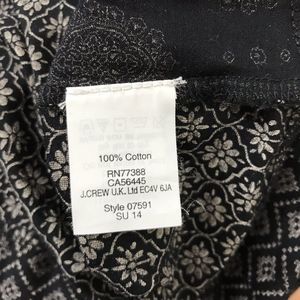 100% Cotton
RN77388
CA56445
J.CREW U.K. Ltd EC4V 6JA
Style 07591
SU 14